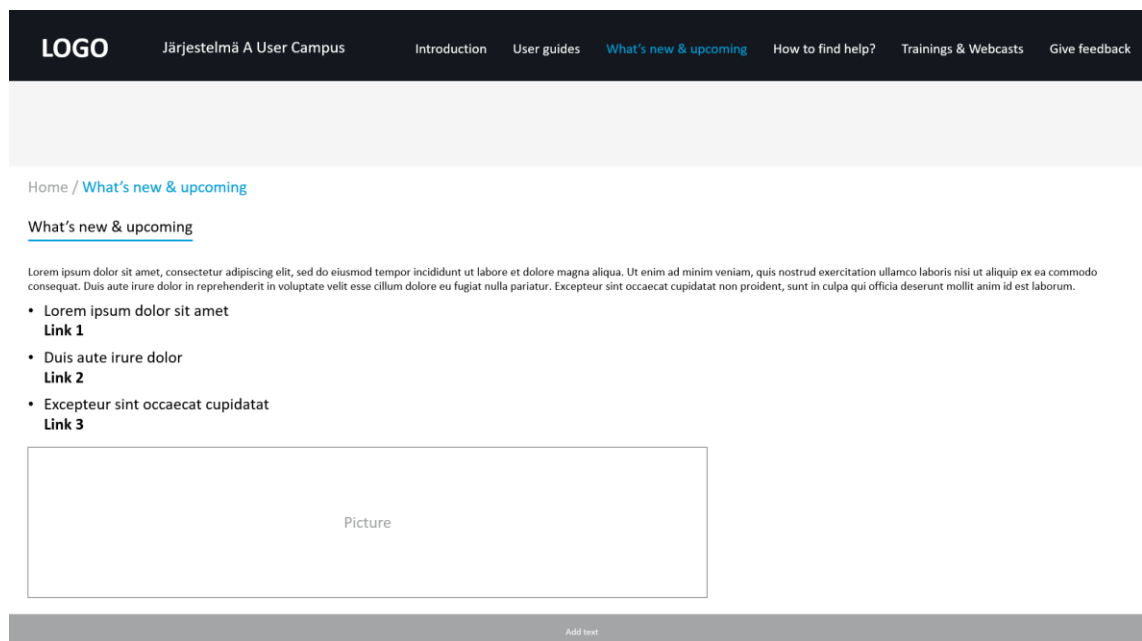 LOGO Järjestelmä A User Campus Introduction User guides What's new & upcoming How to find help? Trainings & Webcasts Give feedback
Home / What's new & upcoming
What's new & upcoming
Lorem ipsum dolor sit amet, consectetur adipiscing elit, sed do eiusmod tempor incididunt ut labore et dolore magna aliqua. Ut enim ad minim veniam, quis nostrud exercitation ullamco laboris nisi ut aliquip ex ea commodo
consequat. Duis aute irure dolor in reprehenderit in voluptate velit esse cillum dolore eu fugiat nulla pariatur. Excepteur sint occaecat cupidatat non proident, sunt in culpa qui officia deserunt mollit anim id est laborum.
• Lorem ipsum dolor sit amet
Link 1
• Duis aute irure dolor
Link 2
• Excepteur sint occaecat cupidatat
Link 3
Picture
Add text